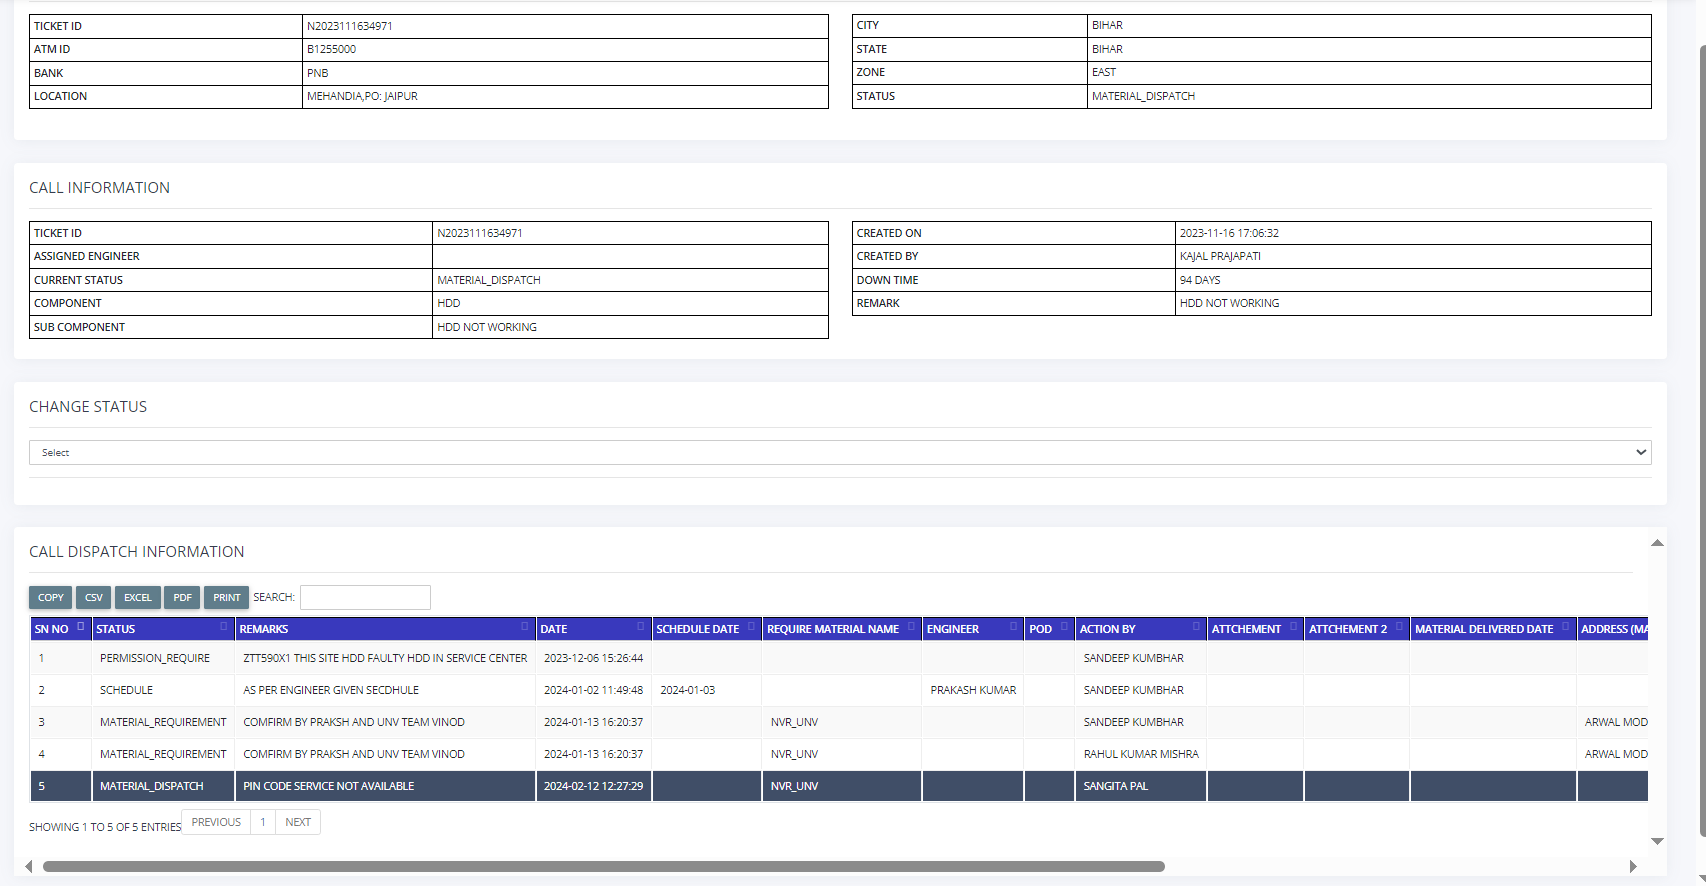 TICKET ID N2023111634971
ATM ID B1255000
BANK PNB
LOCATION MEHANDIA,PO: JAIPUR
CITY BIHAR
STATE BIHAR
ZONE EAST
STATUS MATERIAL_DISPATCH
CALL INFORMATION
TICKET ID N2023111634971
ASSIGNED ENGINEER
CURRENT STATUS MATERIAL_DISPATCH
COMPONENT HDD
SUB COMPONENT HDD NOT WORKING
CREATED ON 2023-11-16 17:06:32
CREATED BY KAJAL PRAJAPATI
DOWN TIME 94 DAYS
REMARK HDD NOT WORKING
CHANGE STATUS
Select
CALL DISPATCH INFORMATION
COPY CSV EXCEL PDF PRINT SEARCH:
SN NO STATUS REMARKS DATE SCHEDULE DATE REQUIRE MATERIAL NAME ENGINEER POD ACTION BY ATTCHEMENT ATTCHEMENT 2 MATERIAL DELIVERED DATE ADDRESS (MA
1 PERMISSION_REQUIRE ZTT590X1 THIS SITE HDD FAULTY HDD IN SERVICE CENTER 2023-12-06 15:26:44 SANDEEP KUMBHAR
2 SCHEDULE AS PER ENGINEER GIVEN SECDHULE 2024-01-02 11:49:48 2024-01-03 PRAKASH KUMAR SANDEEP KUMBHAR
3 MATERIAL_REQUIREMENT COMFIRM BY PRAKSH AND UNV TEAM VINOD 2024-01-13 16:20:37 NVR_UNV SANDEEP KUMBHAR ARWAL MOD
4 MATERIAL_REQUIREMENT COMFIRM BY PRAKSH AND UNV TEAM VINOD 2024-01-13 16:20:37 NVR_UNV RAHUL KUMAR MISHRA ARWAL MOD
5 MATERIAL_DISPATCH PIN CODE SERVICE NOT AVAILABLE 2024-02-12 12:27:29 NVR_UNV SANGITA PAL
SHOWING 1 TO 5 OF 5 ENTRIES PREVIOUS 1 NEXT